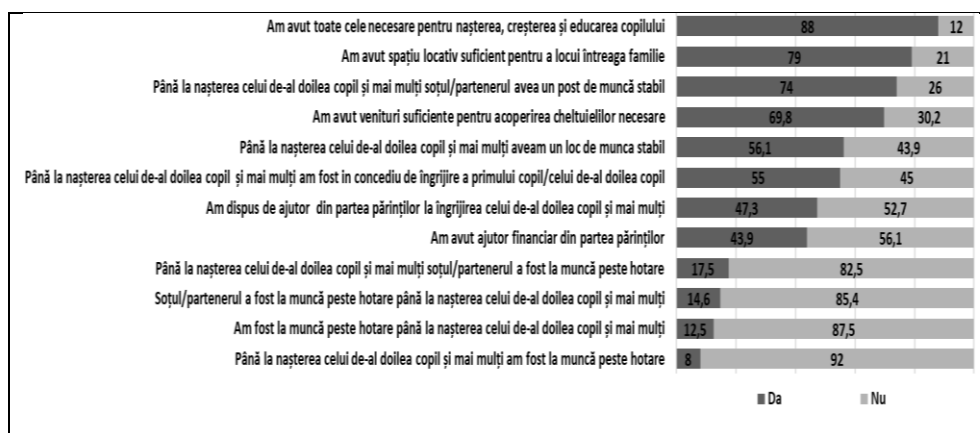 Am avut toate cele necesare pentru nașterea, creșterea și educarea copilului 88 12
Am avut spațiu locativ suficient pentru a locui întreaga familie 79 21
Până la nașterea celui de-al doilea copil și mai mulți soțul/partenerul avea un post de muncă stabil 74 26
Am avut venituri suficiente pentru acoperirea cheltuielilor necesare 69,8 30,2
Până la nașterea celui de-al doilea copil și mai mulți aveam un loc de munca stabil 56,1 43,9
Până la nașterea celui de-al doilea copil și mai mulți am fost in concediu de îngrijire a primului copil/celui de-al doilea copil 55 45
Am dispus de ajutor din partea părinților la îngrijirea celui de-al doilea copil și mai mulți 47,3 52,7
Am avut ajutor financiar din partea părinților 43,9 56,1
Până la nașterea celui de-al doilea copil și mai mulți soțul/partenerul a fost la muncă peste hotare 17,5 82,5
Soțul/partenerul a fost la muncă peste hotare până la nașterea celui de-al doilea copil și mai mulți 14,6 85,4
Am fost la muncă peste hotare până la nașterea celui de-al doilea copil și mai mulți 12,5 87,5
Până la nașterea celui de-al doilea copil și mai mulți am fost la muncă peste hotare 8 92
Da Nu